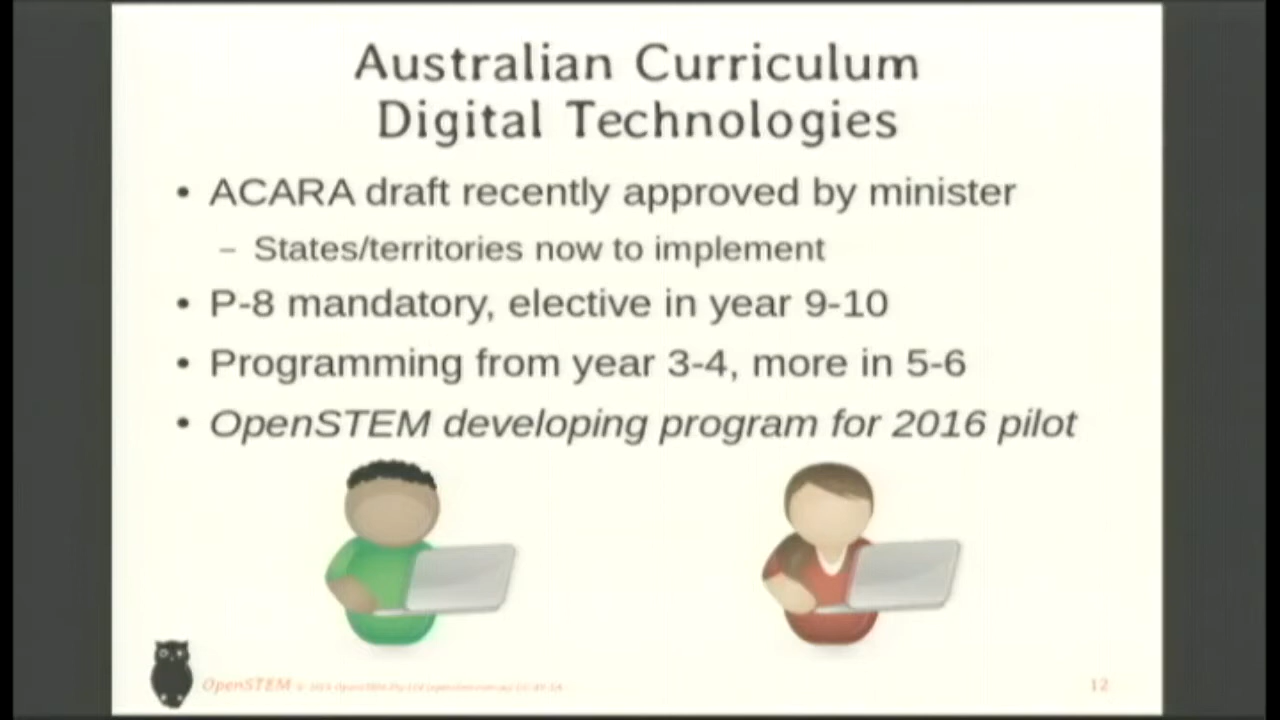 Australian Curriculum
Digital Technologies
• ACARA draft recently approved by minister
– States/territories now to implement
• P-8 mandatory, elective in year 9-10
• Programming from year 3-4, more in 5-6
• OpenSTEM developing program for 2016 pilot
OpenSTEM
12